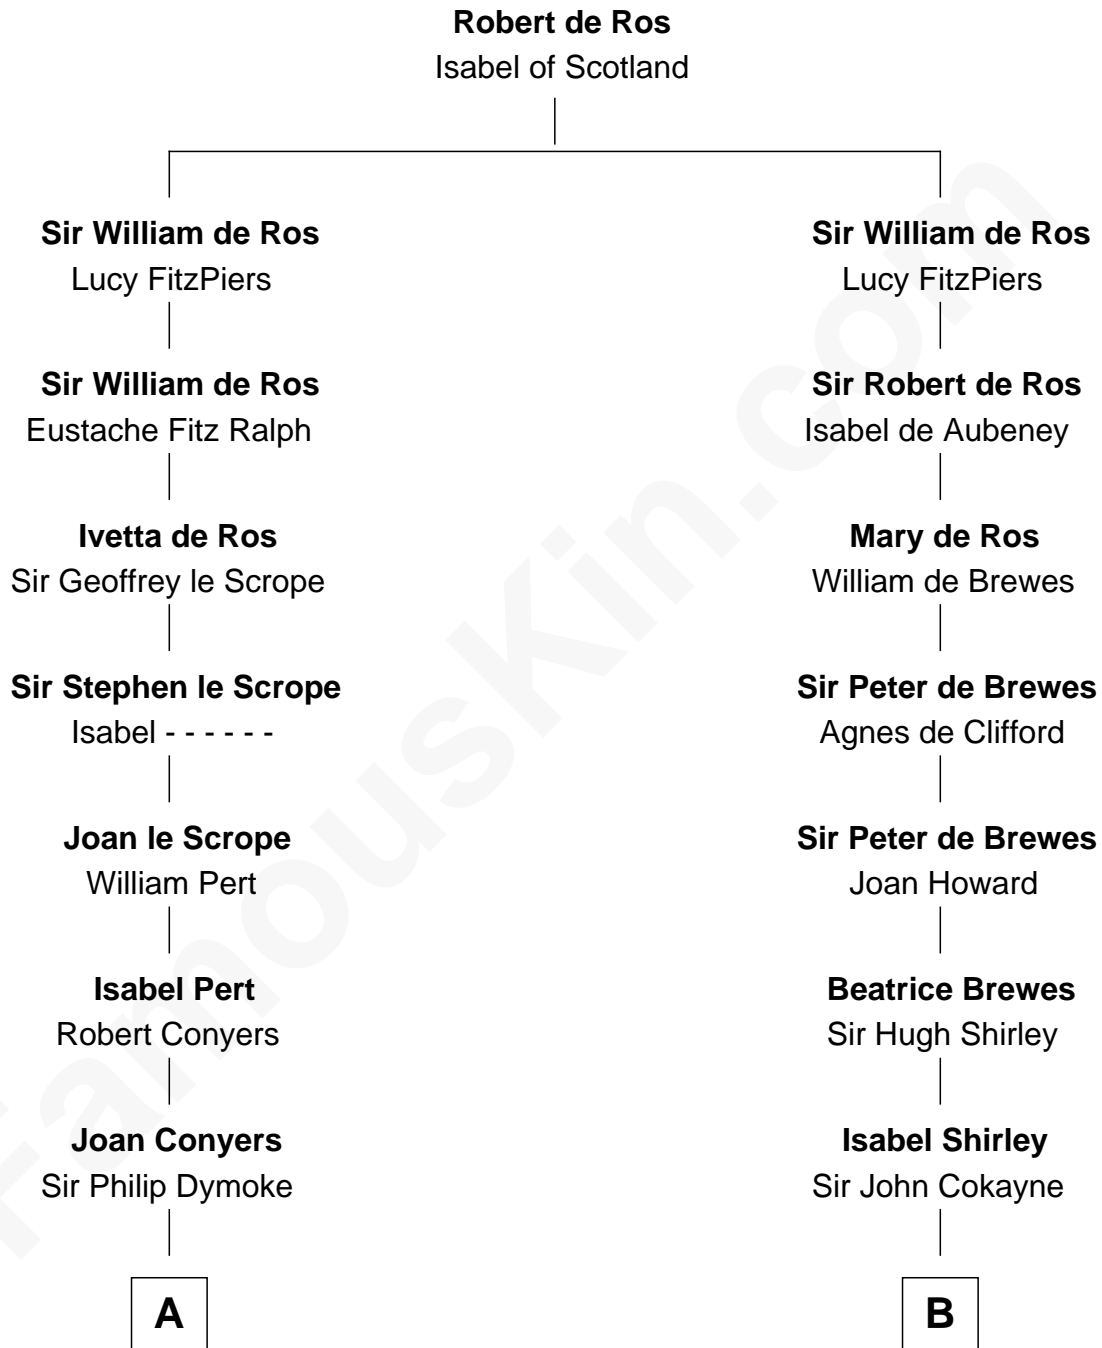 Robert de Ros
Isabel of Scotland
Sir William de Ros
Lucy FitzPiers
Sir William de Ros
Eustache Fitz Ralph
Ivetta de Ros
Sir Geoffrey le Scrope
Sir Stephen le Scrope
Isabel - - - - - -
Joan le Scrope
William Pert
Isabel Pert
Robert Conyers
Joan Conyers
Sir Philip Dymoke
A
Sir William de Ros
Lucy FitzPiers
Sir Robert de Ros
Isabel de Aubeney
Mary de Ros
William de Brewes
Sir Peter de Brewes
Agnes de Clifford
Sir Peter de Brewes
Joan Howard
Beatrice Brewes
Sir Hugh Shirley
Isabel Shirley
Sir John Cokayne
B
FamousKin.com